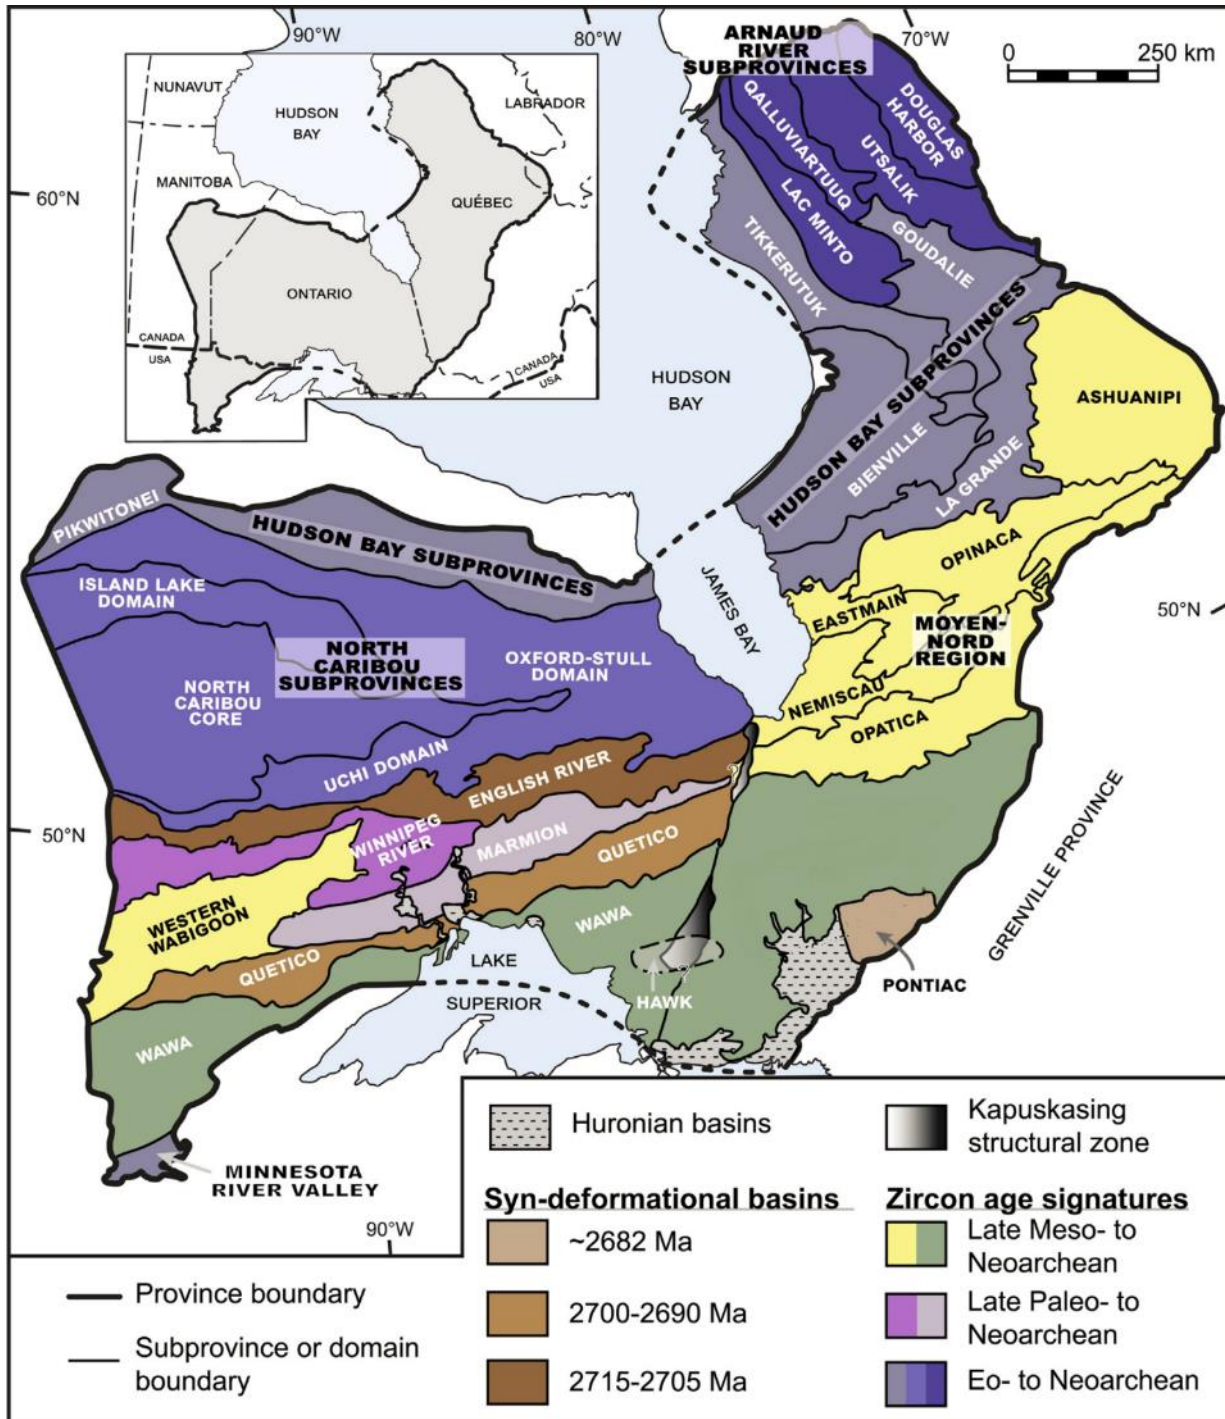 90°W
80°W
70°W
ARNAUD
RIVER
SUBPROVINCES
0
250 km
NUNAVUT
HUDSON
BAY
LABRADOR
MANITOBA
QUÉBEC
ONTARIO
CANADA
USA
CANADA
USA
60°N
DOUGLAS
HARBOR
QALLUVIARTUUQ
UTSALIK
LAC MINTO
GOUDALIE
TIKKERUTUK
HUDSON BAY SUBPROVINCES
HUDSON
BAY
ASHUANIPI
BIENVILLE
LA GRANDE
PIKWITONEI
HUDSON BAY SUBPROVINCES
JAMES BAY
OPINACA
50°N
ISLAND LAKE
DOMAIN
EASTMAIN
MOYEN-
NORD
REGION
NORTH
CARIBOU
SUBPROVINCES
OXFORD-STULL
DOMAIN
NORTH
CARIBOU
CORE
NEMISCAU
OPATICA
UCHI DOMAIN
ENGLISH RIVER
50°N
WINNIPEG
RIVER
MARMION
QUETICO
GRENVILLE PROVINCE
WESTERN
WABIGOON
WAWA
QUETICO
LAKE
SUPERIOR
HAWK
PONTIAC
WAWA
MINNESOTA
RIVER VALLEY
90°W
Huronian basins
Kapuskasing
structural zone
Syn-deformational basins
~2682 Ma
2700-2690 Ma
2715-2705 Ma
Zircon age signatures
Late Meso- to
Neoarchean
Late Paleo- to
Neoarchean
Eo- to Neoarchean
Province boundary
Subprovince or domain
boundary